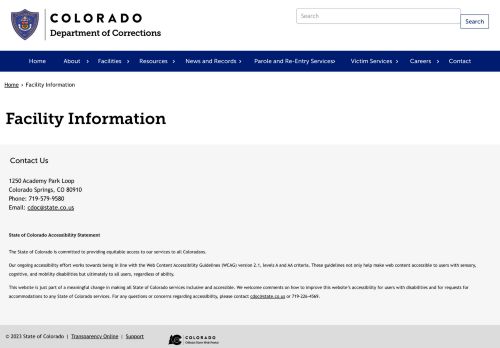 COLORADO
Department of Corrections
Search
Search
Home About › Facilities › Resources › News and Records › Parole and Re-Entry Services › Victim Services › Careers › Contact
Home › Facility Information
Facility Information
Contact Us
1250 Academy Park Loop
Colorado Springs, CO 80910
Phone: 719-579-9580
Email: cdoc@state.co.us
State of Colorado Accessibility Statement
The State of Colorado is committed to providing equitable access to our services to all Coloradans.
Our ongoing accessibility effort works towards being in line with the Web Content Accessibility Guidelines (WCAG) version 2.1, levels A and AA criteria. These guidelines not only help make web content accessible to users with sensory,
cognitive, and mobility disabilities but ultimately to all users, regardless of ability.
This website is just part of a meaningful change in making all State of Colorado services inclusive and accessible. We welcome comments on how to improve this website's accessibility for users with disabilities and for requests for
accommodations to any State of Colorado services. For any questions or concerns regarding accessibility, please contact cdoc@state.co.us or 719-226-4569.
© 2023 State of Colorado | Transparency Online | Support
COLORADO
Official State Web Portal